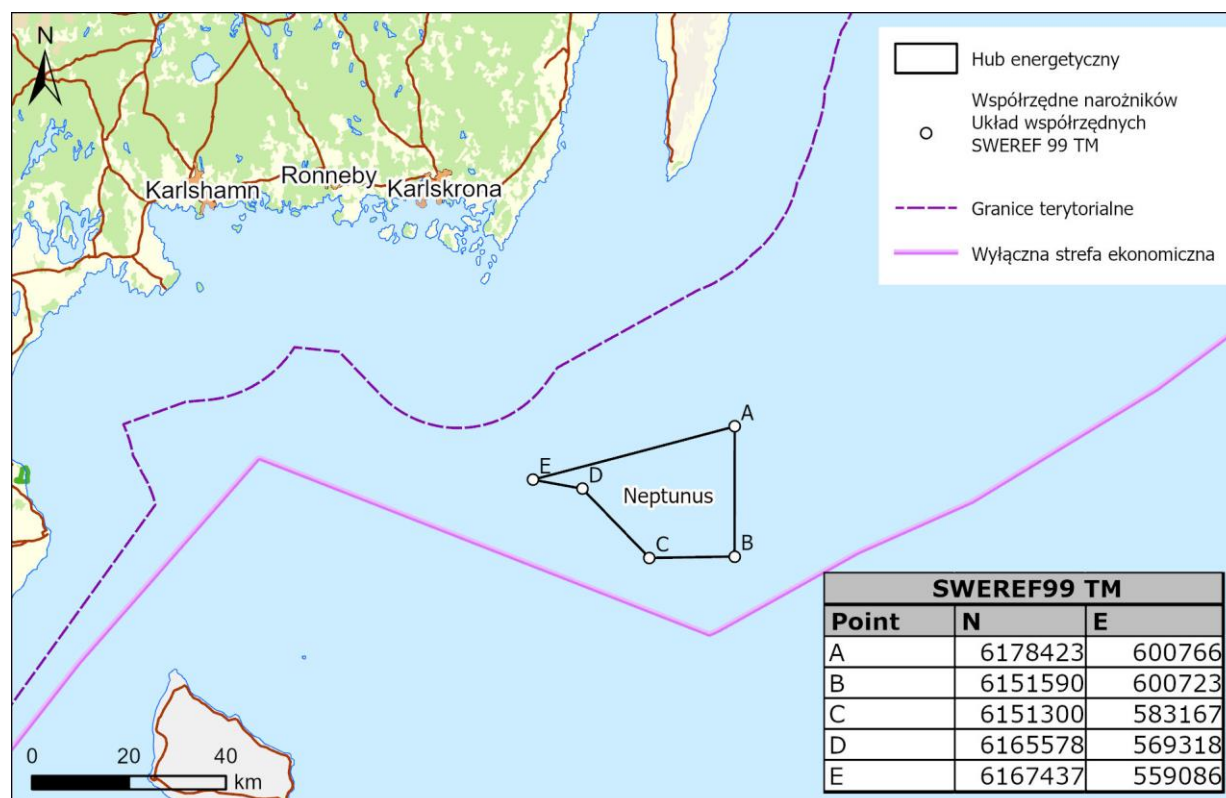 N
Karlshamn
Ronneby
Karlskrona
Hub energetyczny
Współrzędne narożników
Układ współrzędnych
SWEREF 99 TM
Granice terytorialne
Wyłączna strefa ekonomiczna
A
E
D
Neptunus
C
B
0 20 40
km
SWEREF99 TM
Point N E
A 6178423 600766
B 6151590 600723
C 6151300 583167
D 6165578 569318
E 6167437 559086